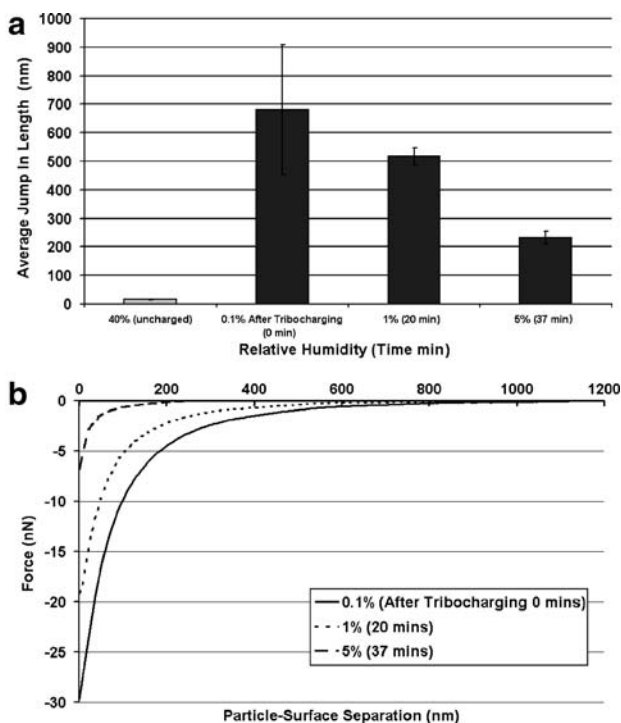 a
1000
900
800
700
600
500
400
300
200
100
0
Average Jump In Length (nm)
40% (uncharged)
0.1% After Tribocharging
(0 min)
1% (20 min)
5% (37 min)
Relative Humidity (Time min)
b
0
200
400
600
800
1000
1200
0
-5
-10
-15
-20
-25
-30
Force (nN)
0.1% (After Tribocharging 0 mins)
1% (20 mins)
5% (37 mins)
Particle-Surface Separation (nm)